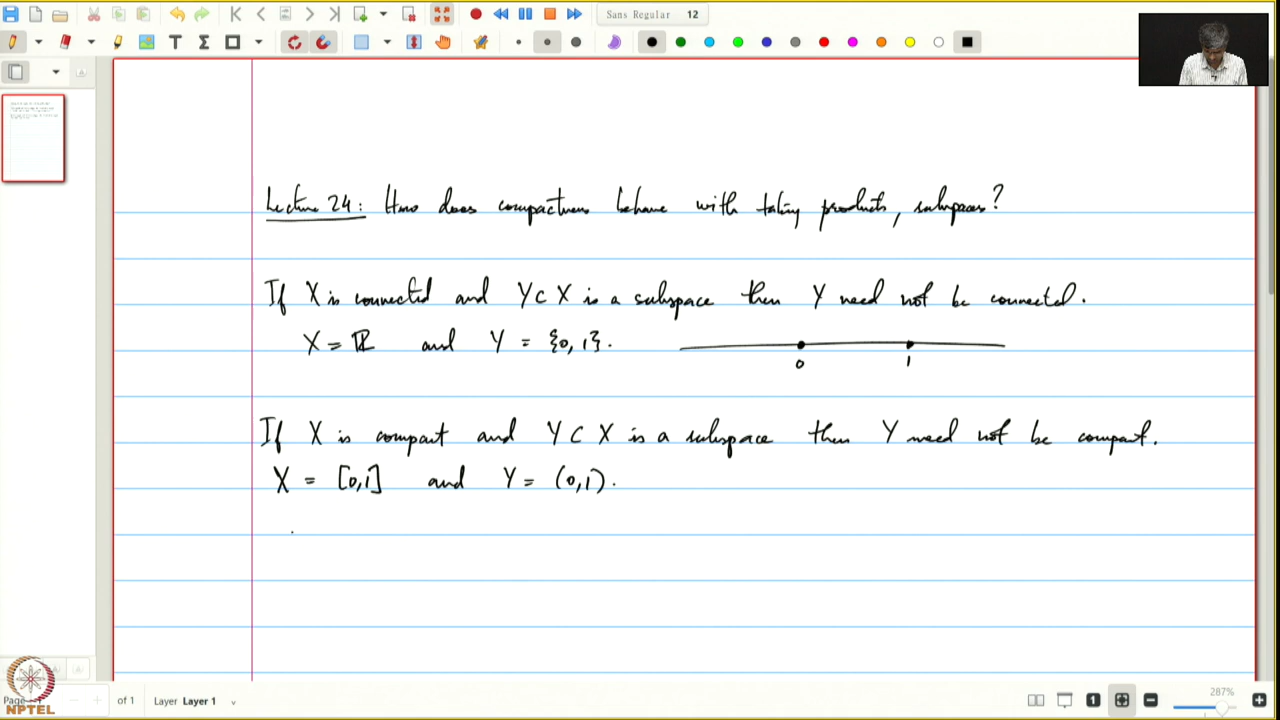 Sans Regular 12
Lecture 24: How does compactness behave with taking products, subspaces?
If X is connected and Y ⊂ X is a subspace then Y need not be connected.
X = ℝ and Y = {0, 1}.
0 1
If X is compact and Y ⊂ X is a subspace then Y need not be compact.
X = [0,1] and Y = (0,1).
Page
of 1
Layer Layer 1
287%
NPTEL